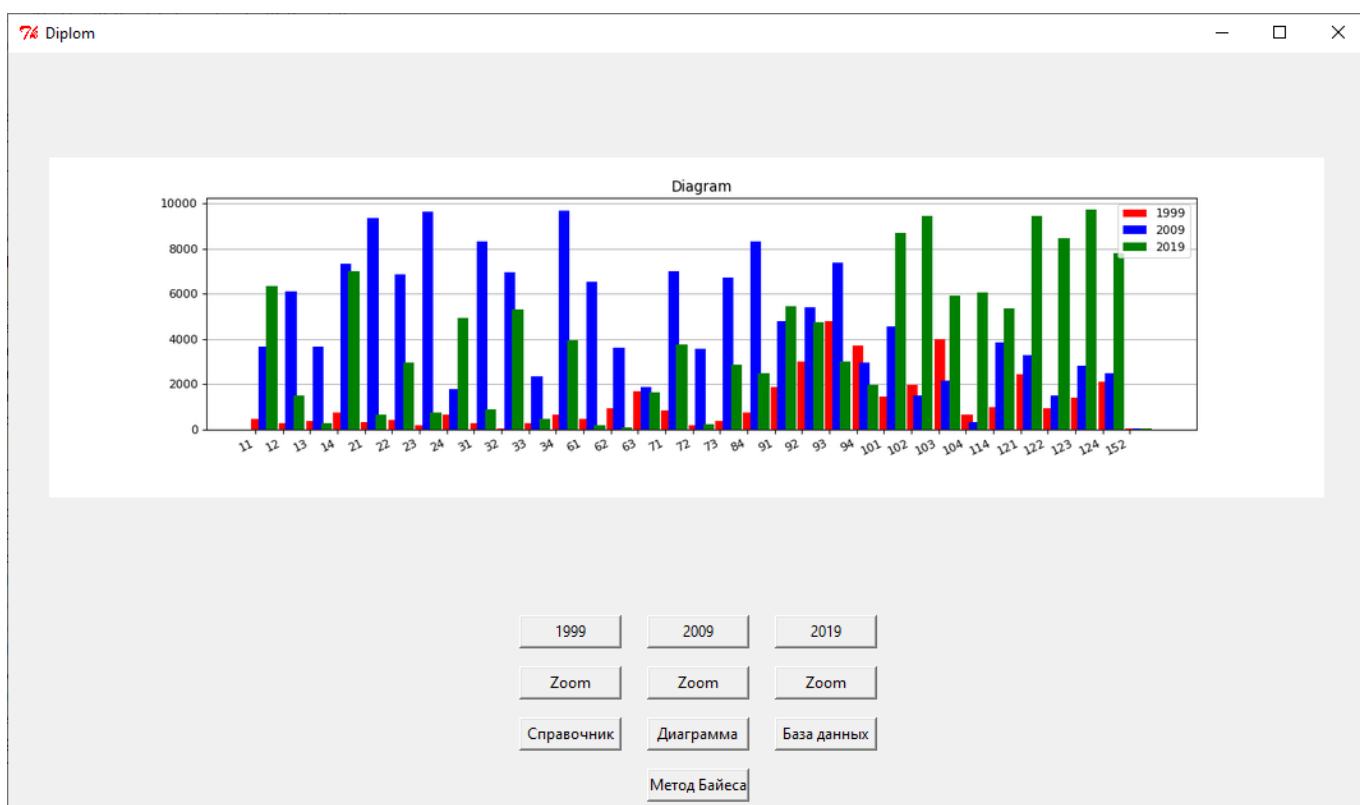 Diplom
Diagram
10000
8000
6000
4000
2000
0
1999
2009
2019
11 12 13 14 21 22 23 24 31 32 33 34 61 62 63 71 72 73 84 91 92 93 94 101 102 103 104 114 121 122 123 124 152
1999 2009 2019
Zoom Zoom Zoom
Справочник Диаграмма База данных
Метод Байеса